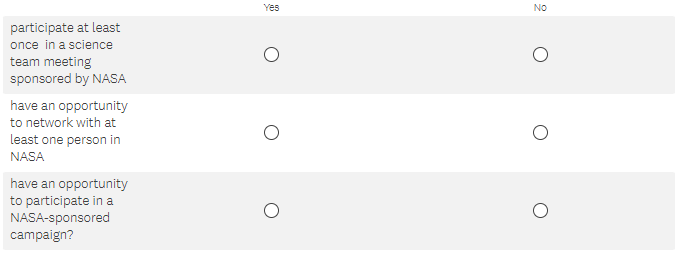 Yes No
participate at least
once in a science
team meeting
sponsored by NASA
have an opportunity
to network with at
least one person in
NASA
have an opportunity
to participate in a
NASA-sponsored
campaign?